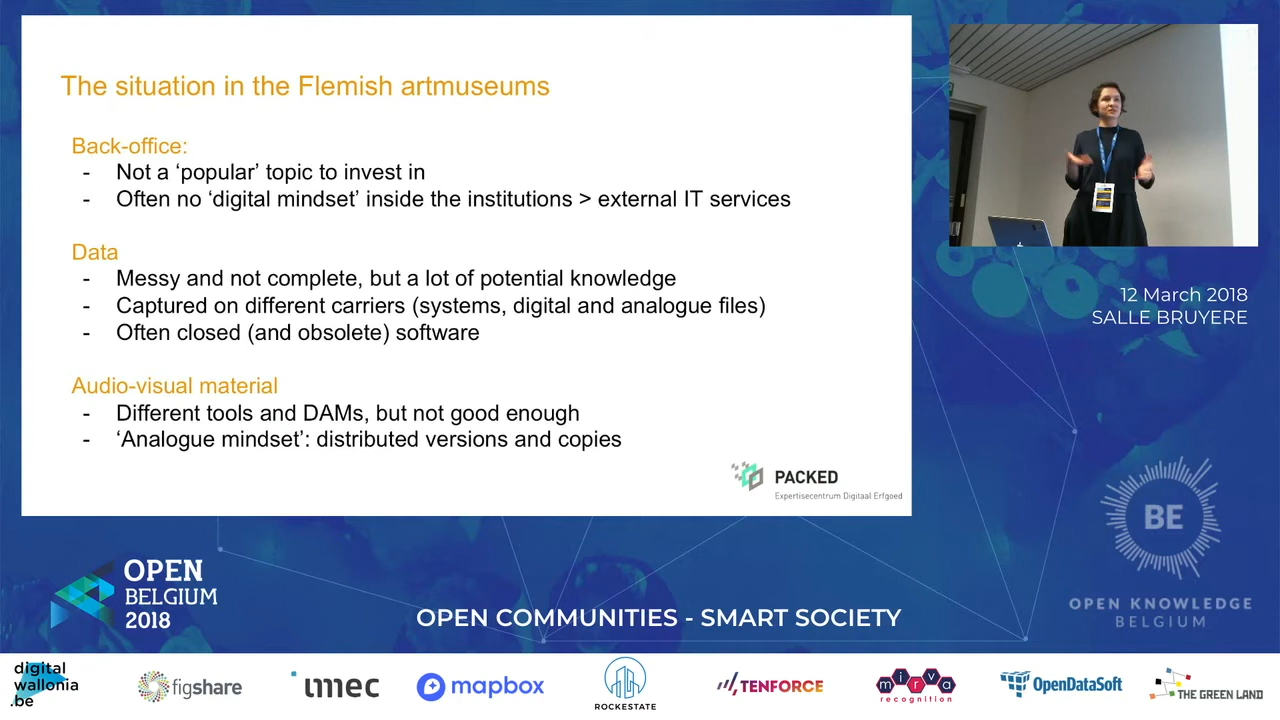 The situation in the Flemish artmuseums
Back-office:
- Not a ‘popular’ topic to invest in
- Often no ‘digital mindset’ inside the institutions > external IT services
Data
- Messy and not complete, but a lot of potential knowledge
- Captured on different carriers (systems, digital and analogue files)
- Often closed (and obsolete) software
Audio-visual material
- Different tools and DAMs, but not good enough
- ‘Analogue mindset’: distributed versions and copies
PACKED
Expertisecentrum Digitaal Erfgoed
12 March 2018
SALLE BRUYERE
BE
OPEN KNOWLEDGE
BELGIUM
OPEN
BELGIUM
2018
OPEN COMMUNITIES - SMART SOCIETY
digital
wallonia
.be
figshare
imec
mapbox
ROCKESTATE
TENFORCE
mirva
recognition
OpenDataSoft
THE GREEN LAND